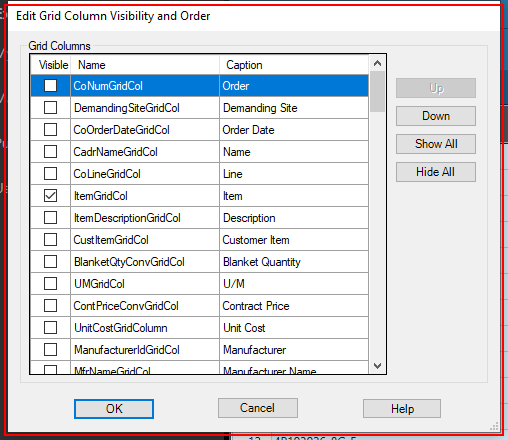 Edit Grid Column Visibility and Order
Grid Columns
Visible Name Caption
CoNumGridCol Order
DemandingSiteGridCol Demanding Site
CoOrderDateGridCol Order Date
CadrNameGridCol Name
CoLineGridCol Line
ItemGridCol Item
ItemDescriptionGridCol Description
CustItemGridCol Customer Item
BlanketQtyConvGridCol Blanket Quantity
UMGridCol U/M
ContPriceConvGridCol Contract Price
UnitCostGridColumn Unit Cost
ManufacturerIdGridCol Manufacturer
MfrNameGridCol Manufacturer Name
Up
Down
Show All
Hide All
OK Cancel Help